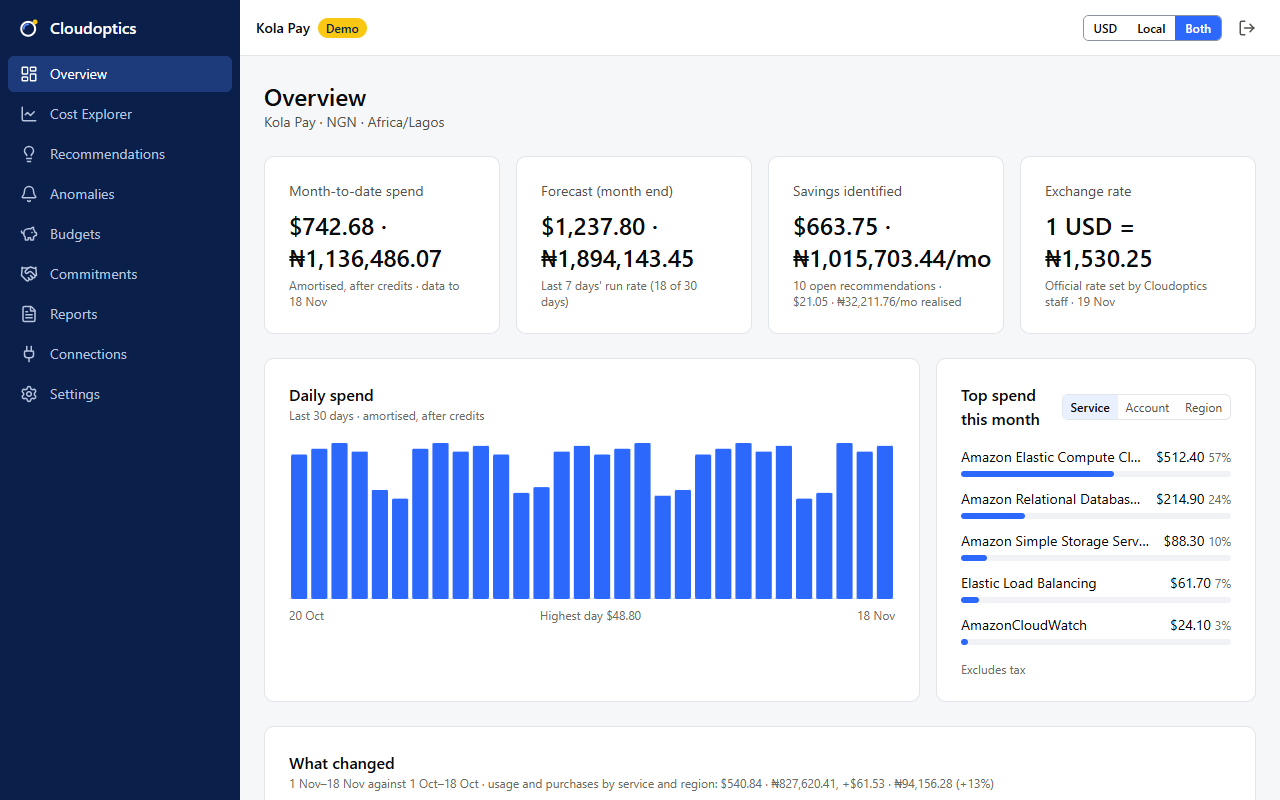 Cloudoptics
Kola Pay Demo
USD Local Both
Overview
Cost Explorer
Recommendations
Anomalies
Budgets
Commitments
Reports
Connections
Settings
Overview
Kola Pay · NGN · Africa/Lagos
Month-to-date spend
$742.68 ·
₦1,136,486.07
Amortised, after credits · data to
18 Nov
Forecast (month end)
$1,237.80 ·
₦1,894,143.45
Last 7 days' run rate (18 of 30
days)
Savings identified
$663.75 ·
₦1,015,703.44/mo
10 open recommendations ·
$21.05 · ₦32,211.76/mo realised
Exchange rate
1 USD =
₦1,530.25
Official rate set by Cloudoptics
staff · 19 Nov
Daily spend
Last 30 days · amortised, after credits
20 Oct Highest day $48.80 18 Nov
Top spend
this month
Service Account Region
Amazon Elastic Compute Cl... $512.40 57%
Amazon Relational Databas... $214.90 24%
Amazon Simple Storage Serv... $88.30 10%
Elastic Load Balancing $61.70 7%
AmazonCloudWatch $24.10 3%
Excludes tax
What changed
1 Nov–18 Nov against 1 Oct–18 Oct · usage and purchases by service and region: $540.84 · ₦827,620.41, +$61.53 · ₦94,156.28 (+13%)